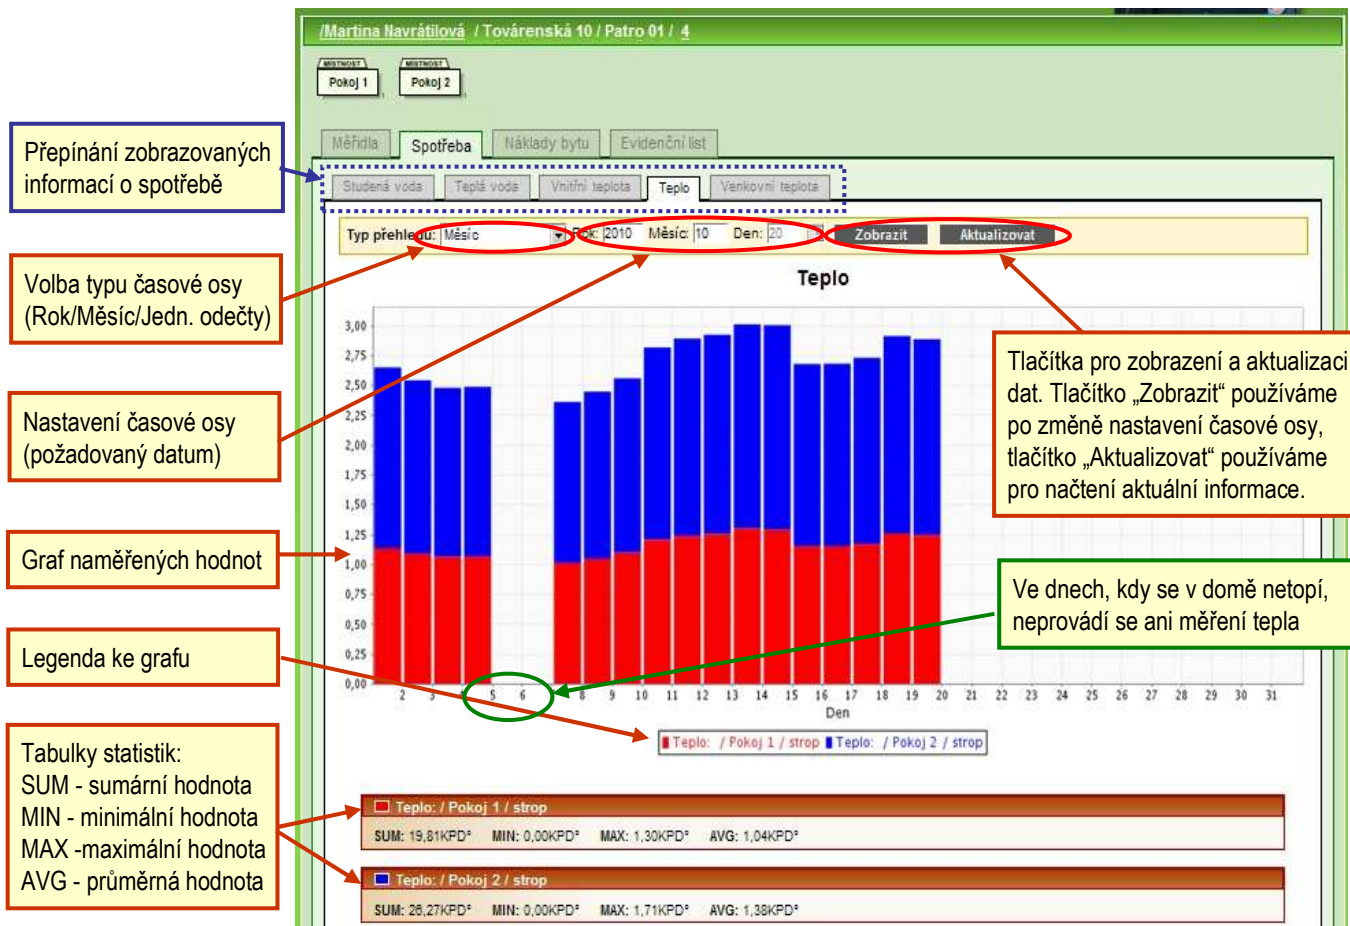 /Martina Navrátilová / Továrenská 10 / Patro 01 / 4
MÍSTNOST MÍSTNOST
Pokoj 1 Pokoj 2
Měřidla Spotřeba Náklady bytu Evidenční list
Přepínání zobrazovaných
informací o spotřebě
Studená voda Teplá voda Vnitřní teplota Teplo Venkovní teplota
Typ přehledu: Měsíc Rok: 2010 Měsíc: 10 Den: 20 Zobrazit Aktualizovat
Volba typu časové osy
(Rok/Měsíc/Jedn. odečty)
Teplo
3,00
2,75
2,50
2,25
2,00
1,75
1,50
1,25
1,00
0,75
0,50
0,25
0,00
2 3 4 5 6 8 9 10 11 12 13 14 15 16 17 18 19 20 21 22 23 24 25 26 27 28 29 30 31
Den
Tlačítka pro zobrazení a aktualizaci
dat. Tlačítko „Zobrazit“ používáme
po změně nastavení časové osy,
tlačítko „Aktualizovat“ používáme
pro načtení aktuální informace.
Nastavení časové osy
(požadovaný datum)
Graf naměřených hodnot
Ve dnech, kdy se v domě netopí,
neprovádí se ani měření tepla
Legenda ke grafu
Teplo: / Pokoj 1 / strop Teplo: / Pokoj 2 / strop
Tabulky statistik:
SUM - sumární hodnota
MIN - minimální hodnota
MAX -maximální hodnota
AVG - průměrná hodnota
Teplo: / Pokoj 1 / strop
SUM: 19,81KPD° MIN: 0,00KPD° MAX: 1,30KPD° AVG: 1,04KPD°
Teplo: / Pokoj 2 / strop
SUM: 26,27KPD° MIN: 0,00KPD° MAX: 1,71KPD° AVG: 1,38KPD°